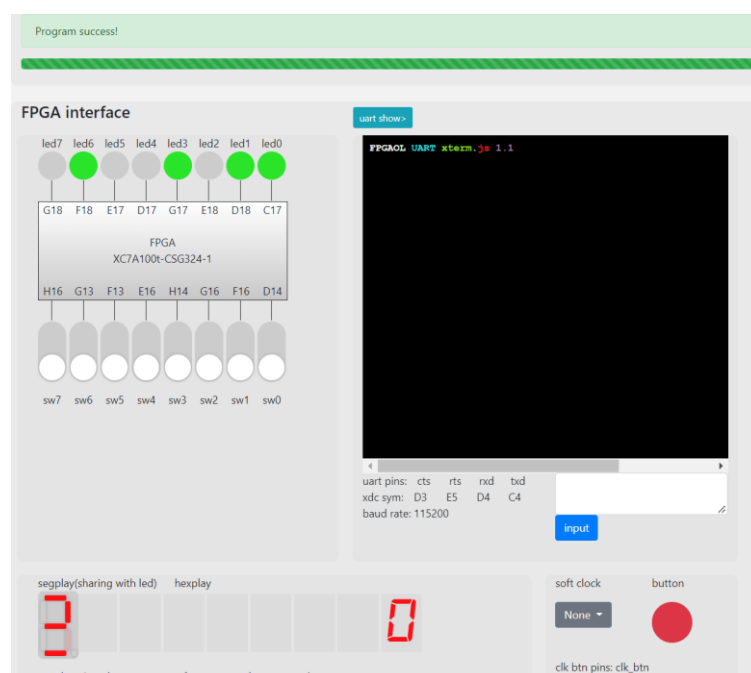 Program success!
FPGA interface
uart show>
led7 led6 led5 led4 led3 led2 led1 led0
FPGAOL UART xterm.js 1.1
G18 F18 E17 D17 G17 E18 D18 C17
FPGA
XC7A100t-CSG324-1
H16 G13 F13 E16 H14 G16 F16 D14
sw7 sw6 sw5 sw4 sw3 sw2 sw1 sw0
uart pins: cts rts rxd txd
xdc sym: D3 E5 D4 C4
baud rate: 115200
input
segplay(sharing with led) hexplay
soft clock button
None
0
clk btn pins: clk_btn